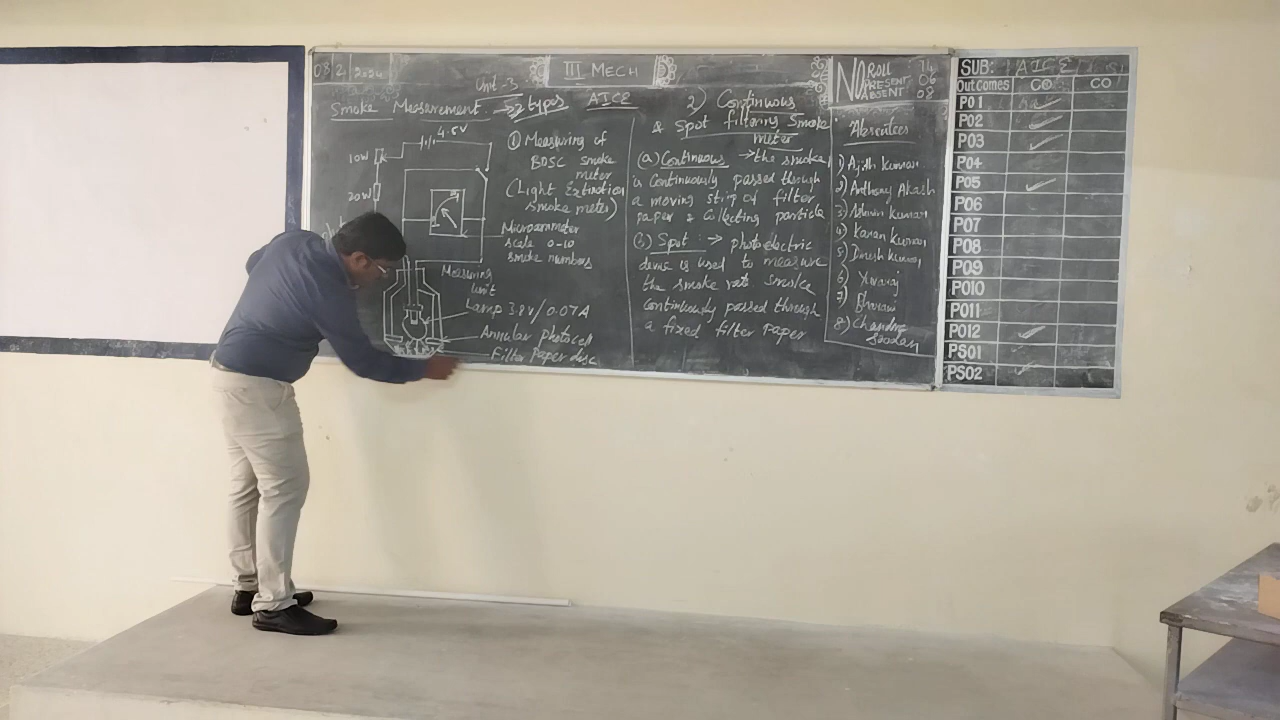 08 2 2024
III MECH
NO ROLL 14
PRESENT 06
ABSENT 08
Unit-3
AICE
Smoke Measurement → 2 types
4.5V
10W
20W
① Measuring of
BOSC smoke
meter
(Light Extinction
Smoke meter)
Microammeter
scale 0-10
smoke numbers
Measuring
unit
Lamp 3.8V/0.07A
Annular photocell
Filter Paper disc
2) Continuous
& Spot filtering Smoke
meter
(a) Continuous → the smoke
is Continuously passed through
a moving strip of filter
paper & Collecting particle
(b) Spot : → photoelectric
device is used to measure
the smoke rate. smoke
Continuously passed through
a fixed filter paper
Absentees
1) Ajith Kumar
2) Anthony Akash
3) Ashwin Kumar
4) Karan Kumar
5) Dinesh Kumar
6) Yuvaraj
7) Bharani
8) Chandra
SUB: AICE
Out Comes CO CO
PO1 ✓
PO2 ✓
PO3 ✓
PO4
PO5 ✓
PO6
PO7
PO8
PO9
PO10
PO11
PO12 ✓
PSO1 ✓
PSO2 ✓